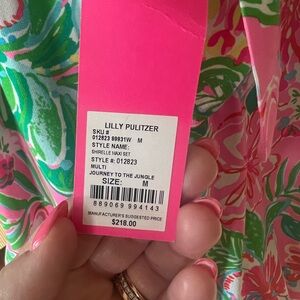 LILLY PULITZER
SKU #
012823 99931W M
STYLE NAME:
SHIRELLE MAXI SET
STYLE #: 012823
MULTI
JOURNEY TO THE JUNGLE
SIZE: M
889069 994143
MANUFACTURER'S SUGGESTED PRICE
$218.00